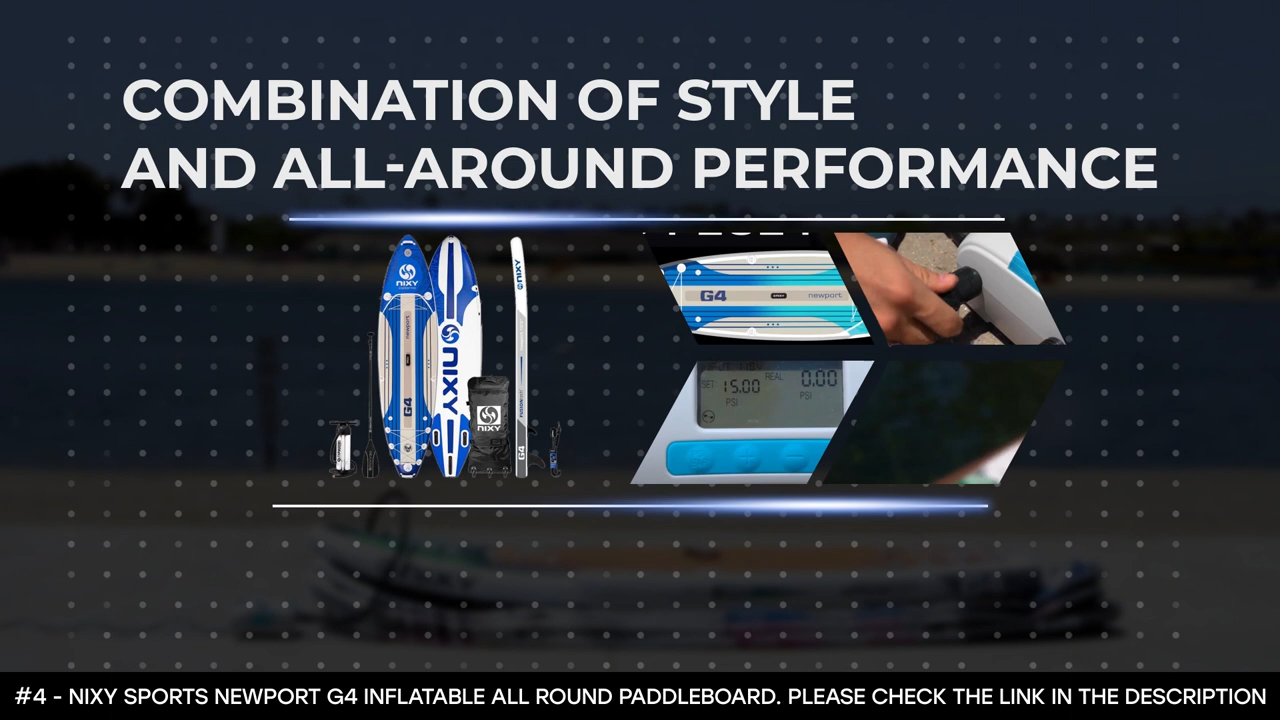 COMBINATION OF STYLE
AND ALL-AROUND PERFORMANCE
NIXY
newport
G4
NIXY
NIXY
NIXY
G4
G4
newport
SET
15.00
PSI
REAL
0.00
PSI
#4 - NIXY SPORTS NEWPORT G4 INFLATABLE ALL ROUND PADDLEBOARD. PLEASE CHECK THE LINK IN THE DESCRIPTION